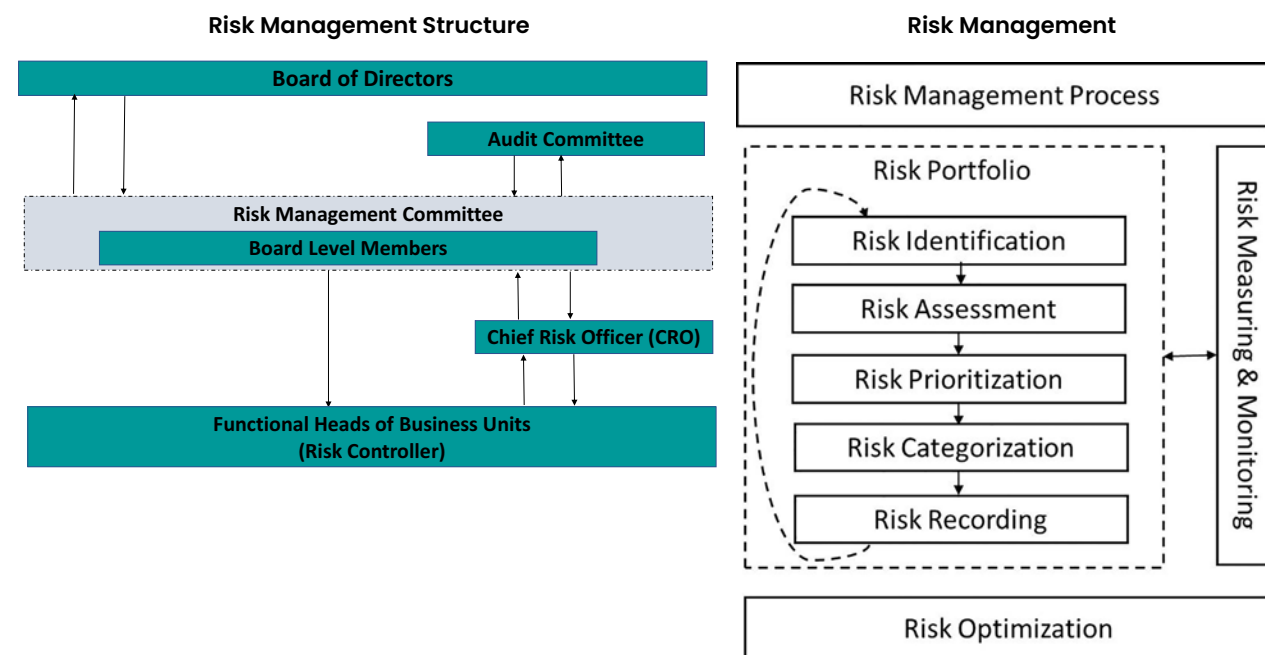 Risk Management Structure
Board of Directors
Audit Committee
Risk Management Committee
Board Level Members
Chief Risk Officer (CRO)
Functional Heads of Business Units
(Risk Controller)
Risk Management
Risk Management Process
Risk Portfolio
Risk Identification
Risk Assessment
Risk Prioritization
Risk Categorization
Risk Recording
Risk Measuring & Monitoring
Risk Optimization